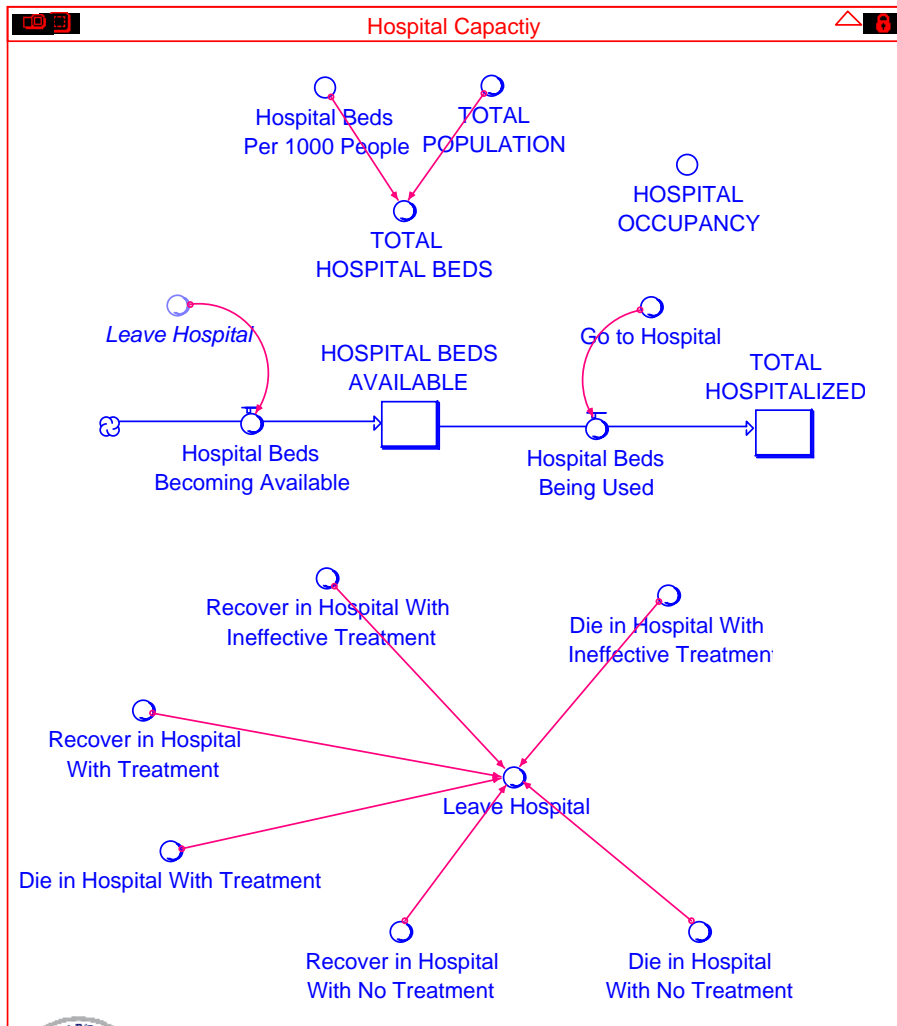 Hospital Capactiy
Hospital Beds
Per 1000 People
TOTAL
POPULATION
HOSPITAL
OCCUPANCY
TOTAL
HOSPITAL BEDS
Leave Hospital
Go to Hospital
HOSPITAL BEDS
AVAILABLE
TOTAL
HOSPITALIZED
Hospital Beds
Becoming Available
Hospital Beds
Being Used
Recover in Hospital With
Ineffective Treatment
Die in Hospital With
Ineffective Treatmen
Recover in Hospital
With Treatment
Leave Hospital
Die in Hospital With Treatment
Recover in Hospital
With No Treatment
Die in Hospital
With No Treatment